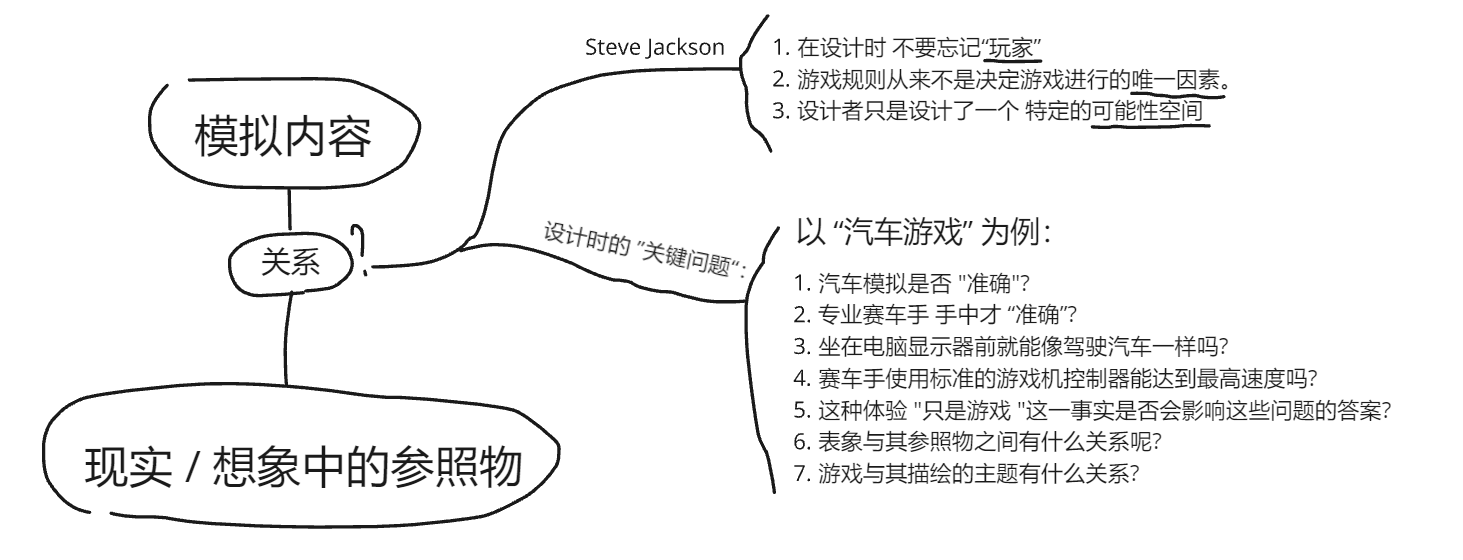 模拟内容
关系
?
现实 / 想象中的参照物
Steve Jackson
1. 在设计时 不要忘记“玩家”
2. 游戏规则从来不是决定游戏进行的唯一因素。
3. 设计者只是设计了一个 特定的可能性空间
设计时的 ”关键问题“：
以 “汽车游戏” 为例：
1. 汽车模拟是否 "准确"?
2. 专业赛车手 手中才 “准确”?
3. 坐在电脑显示器前就能像驾驶汽车一样吗?
4. 赛车手使用标准的游戏机控制器能达到最高速度吗?
5. 这种体验 "只是游戏 "这一事实是否会影响这些问题的答案?
6. 表象与其参照物之间有什么关系呢?
7. 游戏与其描绘的主题有什么关系?